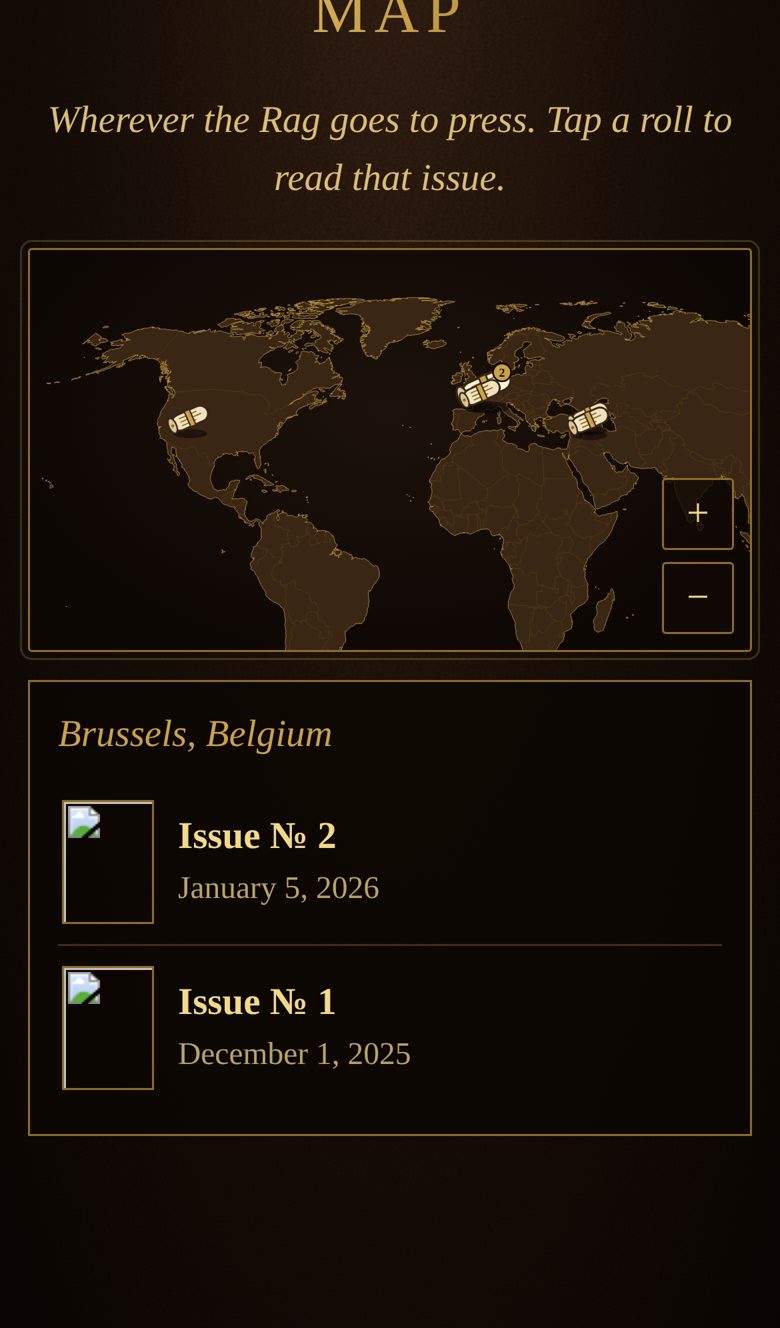 MAP
Wherever the Rag goes to press. Tap a roll to
read that issue.
2
+
−
Brussels, Belgium
Issue № 2
January 5, 2026
Issue № 1
December 1, 2025